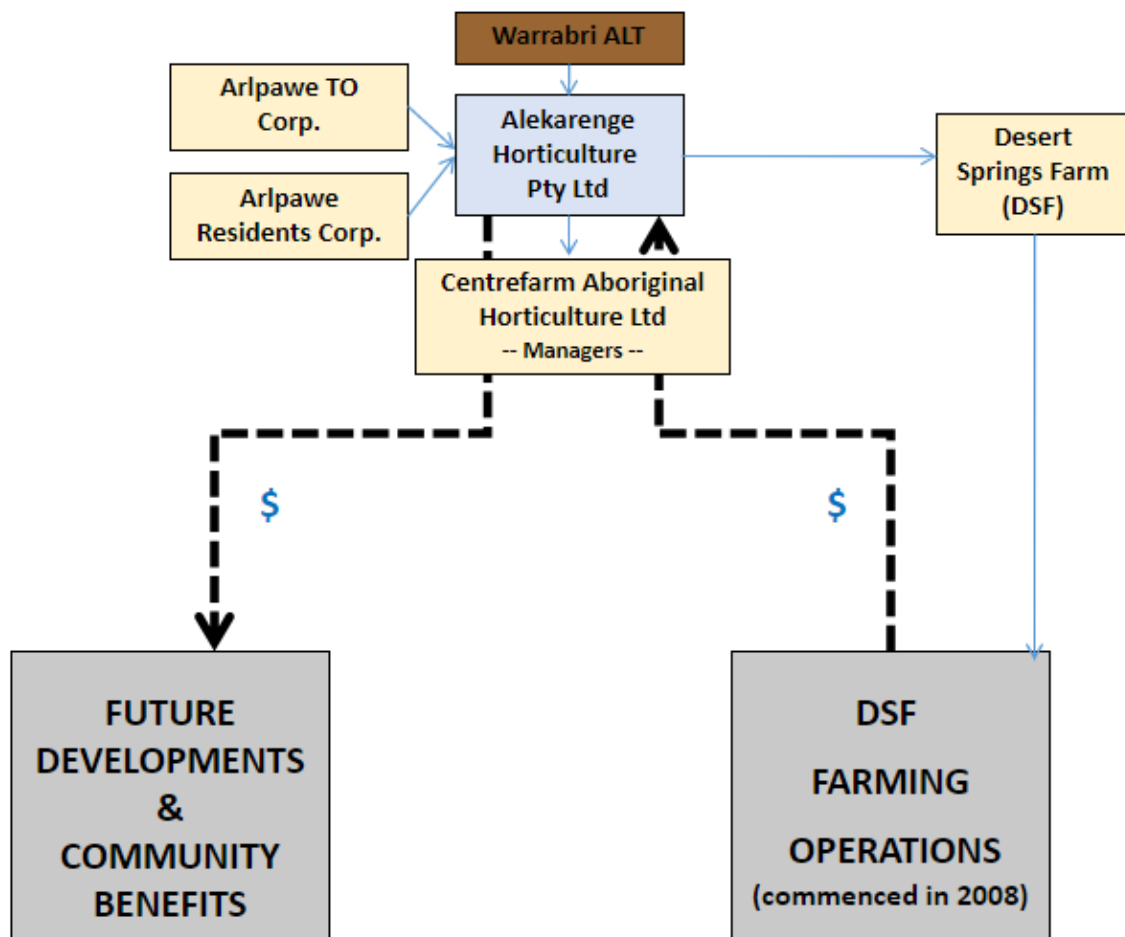 Warrabri ALT
Arlpawe TO
Corp.
Alekarenge
Horticulture
Pty Ltd
Desert
Springs Farm
(DSF)
Arlpawe
Residents Corp.
Centrefarm Aboriginal
Horticulture Ltd
-- Managers --
$
$
FUTURE
DEVELOPMENTS
&
COMMUNITY
BENEFITS
DSF
FARMING
OPERATIONS
(commenced in 2008)